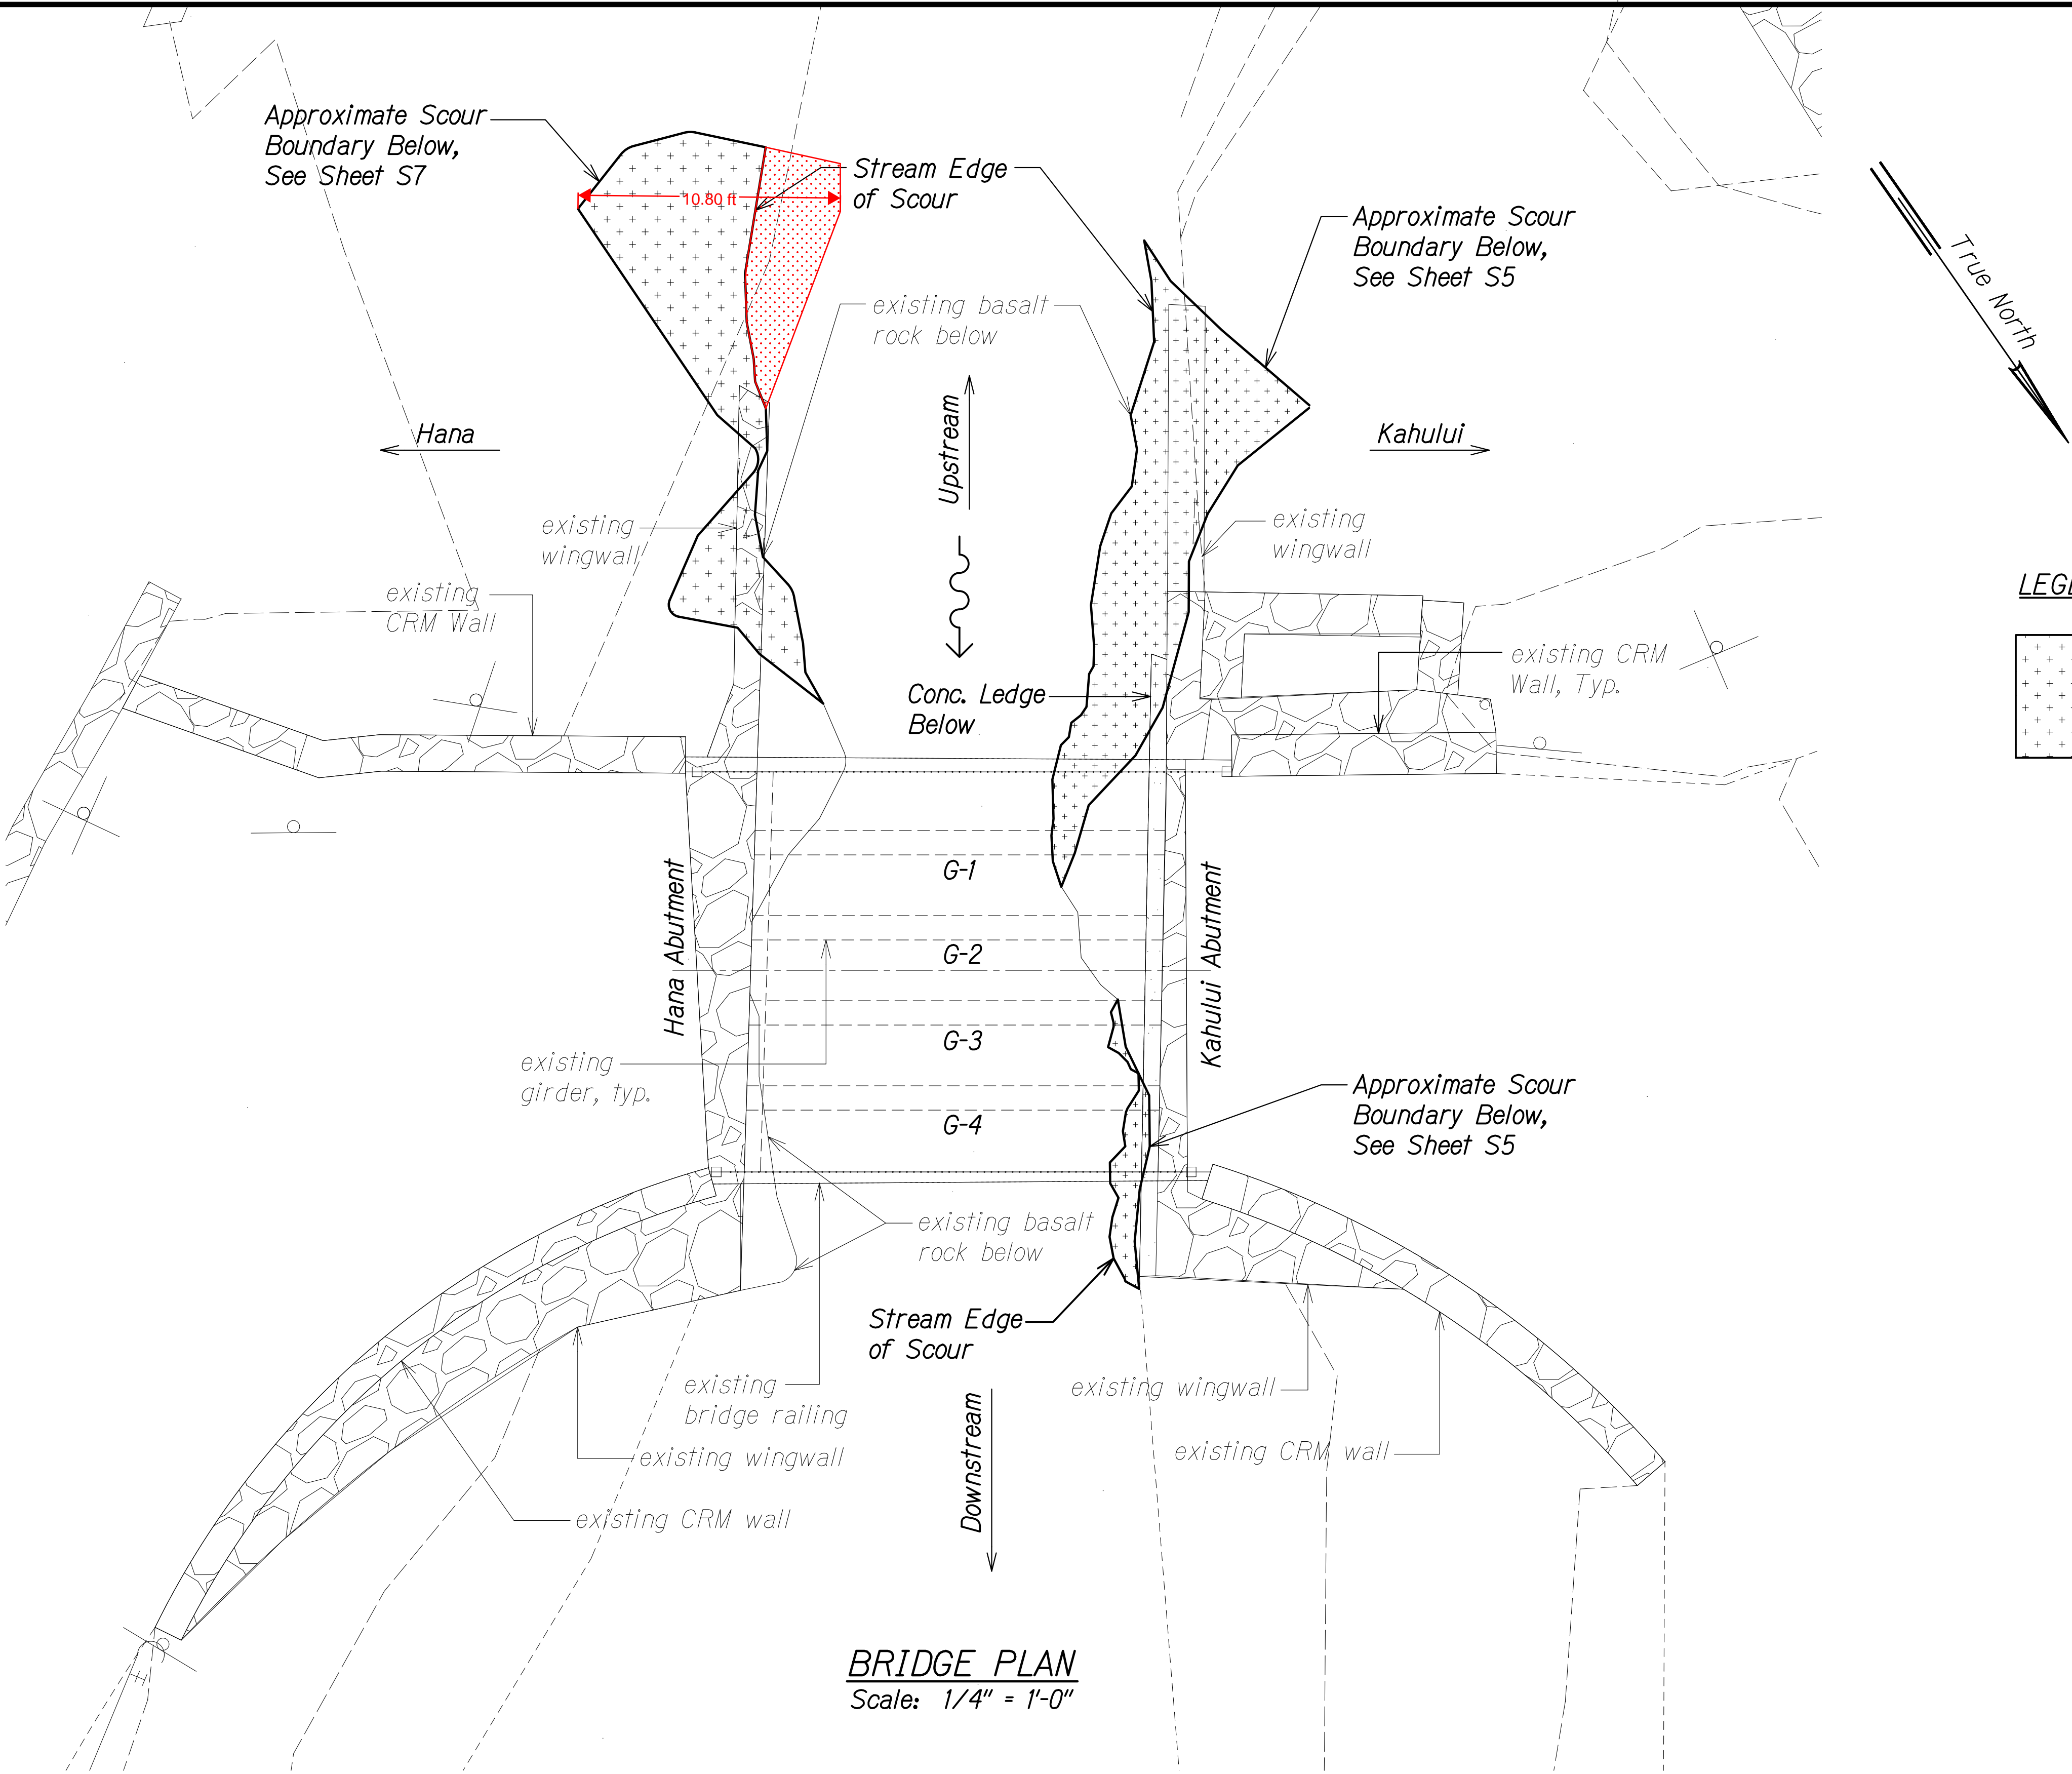 Approximate Scour
Boundary Below,
See Sheet S7
10.80 ft
Stream Edge
of Scour
Approximate Scour
Boundary Below,
See Sheet S5
True North
existing basalt
rock below
Hana
Upstream
Kahului
existing
wingwall
existing
wingwall
existing
CRM Wall
LEGE
existing CRM
Wall, Typ.
Conc. Ledge
Below
G-1
Hana Abutment
Kahului Abutment
G-2
G-3
existing
girder, typ.
G-4
Approximate Scour
Boundary Below,
See Sheet S5
existing basalt
rock below
Stream Edge
of Scour
existing
bridge railing
existing wingwall
Downstream
existing wingwall
existing CRM wall
existing CRM wall
BRIDGE PLAN
Scale: 1/4" = 1'-0"